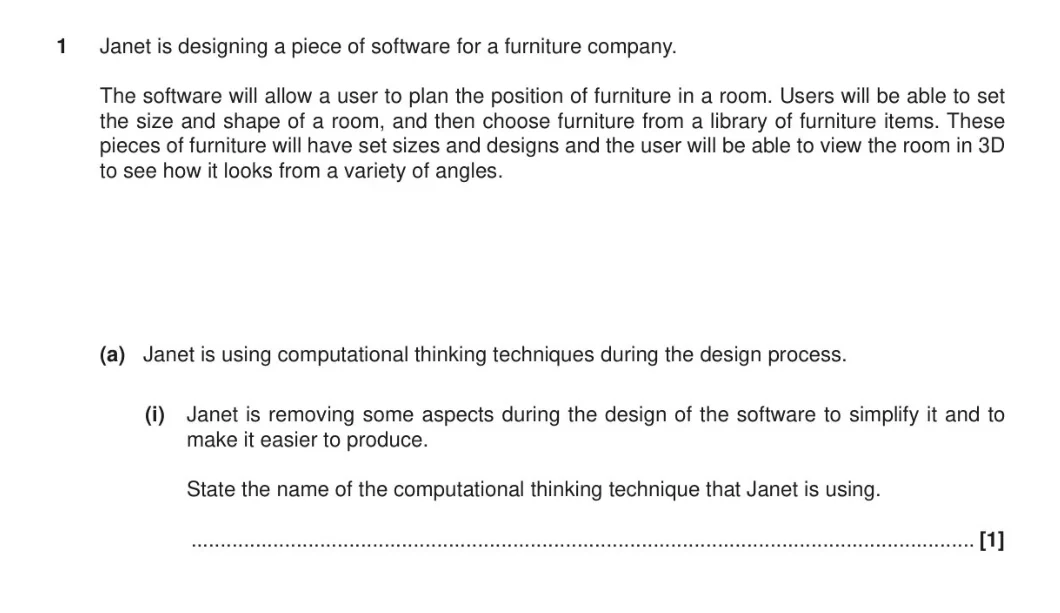 1 Janet is designing a piece of software for a furniture company.
The software will allow a user to plan the position of furniture in a room. Users will be able to set
the size and shape of a room, and then choose furniture from a library of furniture items. These
pieces of furniture will have set sizes and designs and the user will be able to view the room in 3D
to see how it looks from a variety of angles.
(a) Janet is using computational thinking techniques during the design process.
(i) Janet is removing some aspects during the design of the software to simplify it and to
make it easier to produce.
State the name of the computational thinking technique that Janet is using.
.......................................................................................................................................... [1]